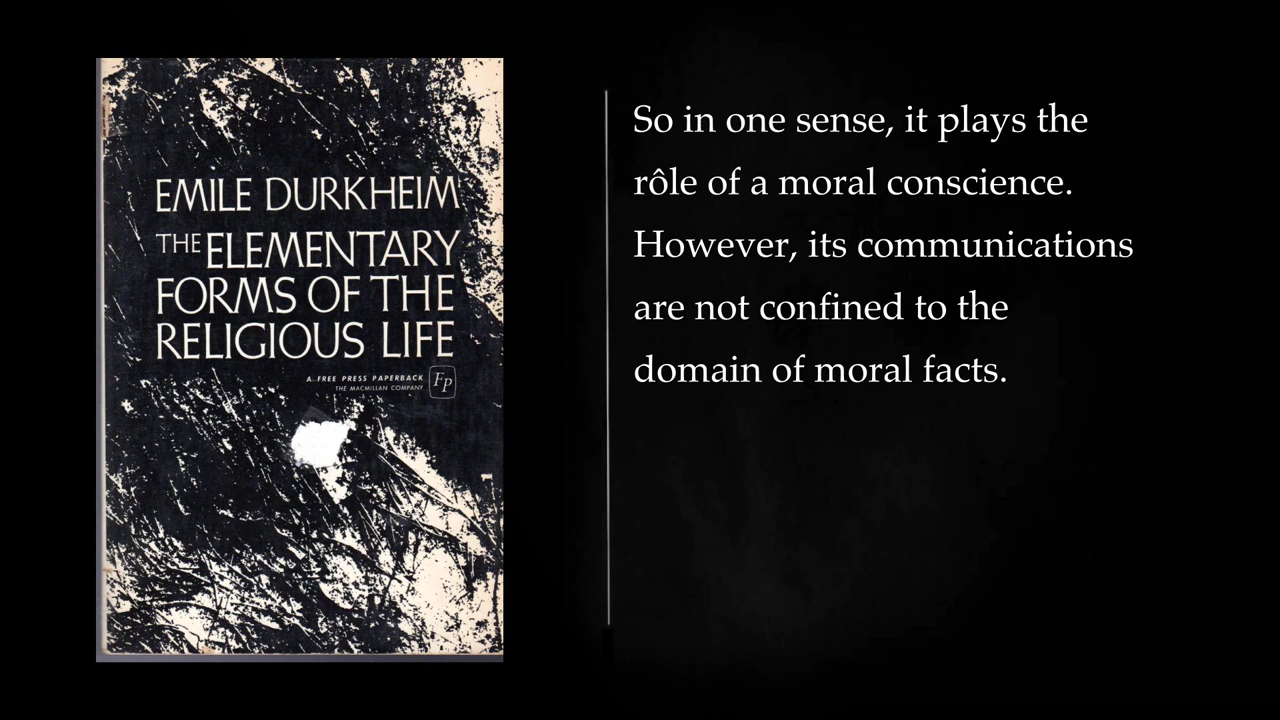 EMILE DURKHEIM
THE ELEMENTARY
FORMS OF THE
RELIGIOUS LIFE
A FREE PRESS PAPERBACK
THE MACMILLAN COMPANY
FP
So in one sense, it plays the
rôle of a moral conscience.
However, its communications
are not confined to the
domain of moral facts.